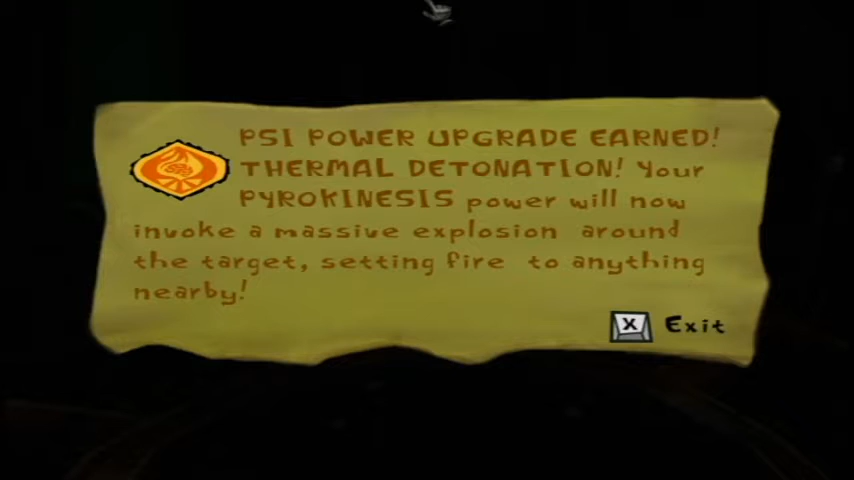 PSI POWER UPGRADE EARNED!
THERMAL DETONATION! Your
PYROKINESIS power will now
invoke a massive explosion around
the target, setting fire to anything
nearby!
X Exit